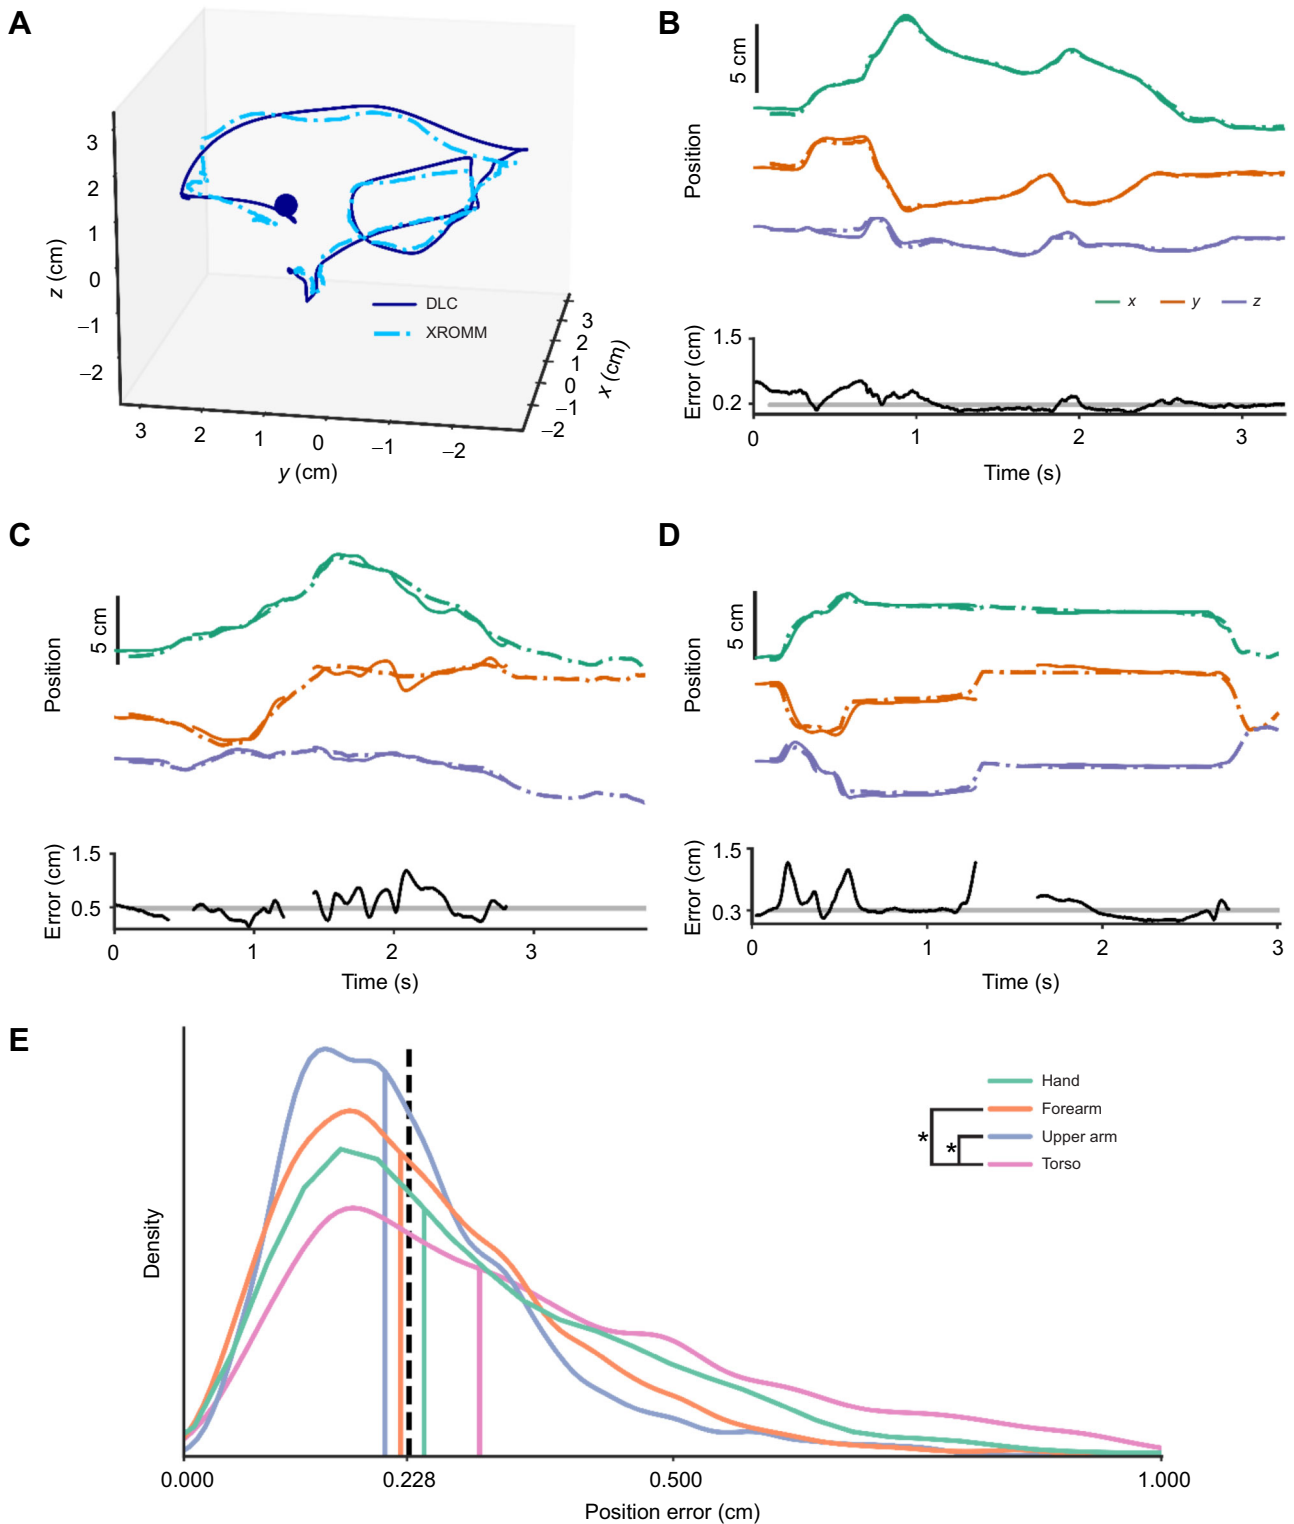 A
3
2
1
0
−1
−2
z (cm)
3
2
1
0
−1
−2
y (cm)
3
2
1
0
−1
−2
x (cm)
DLC
XROMM
B
5 cm
Position
x
y
z
1.5
0.2
Error (cm)
0
1
2
3
Time (s)
C
5 cm
Position
1.5
0.5
Error (cm)
0
1
2
3
Time (s)
D
5 cm
Position
1.5
0.3
Error (cm)
0
1
2
3
Time (s)
E
Density
Hand
Forearm
Upper arm
Torso
*
*
0.000
0.228
0.500
1.000
Position error (cm)